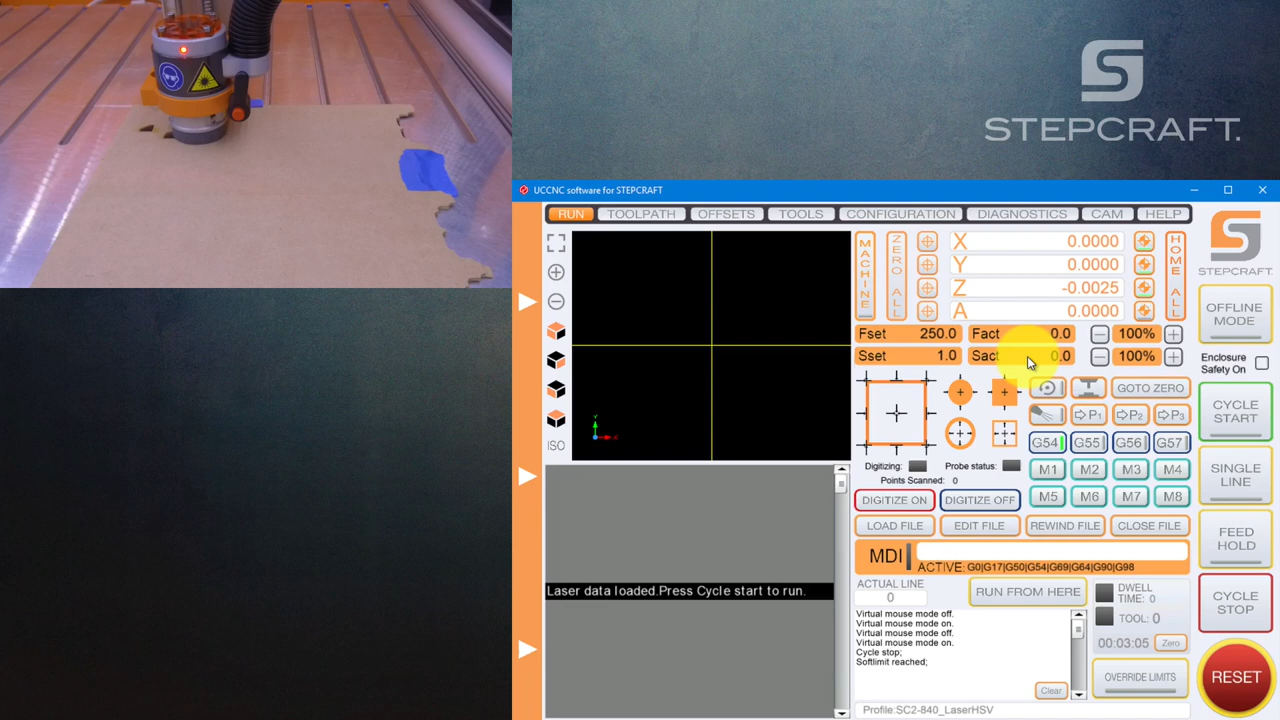 STEPCRAFT.
UCCNC software for STEPCRAFT
RUN TOOLPATH OFFSETS TOOLS CONFIGURATION DIAGNOSTICS CAM HELP
MACHINE
ZERO ALL
X 0.0000
Y 0.0000
Z -0.0025
A 0.0000
HOME ALL
STEPCRAFT.
Fset 250.0 Fact 0.0 100%
Sset 1.0 Sact 0.0 100%
OFFLINE MODE
Enclosure
Safety On
GOTO ZERO
P1 P2 P3
G54 G55 G56 G57
M1 M2 M3 M4
M5 M6 M7 M8
ISO
Y
X
Digitizing: Probe status:
Points Scanned: 0
DIGITIZE ON DIGITIZE OFF
LOAD FILE EDIT FILE REWIND FILE CLOSE FILE
MDI
ACTIVE: G0|G17|G50|G54|G69|G64|G90|G98
CYCLE START
SINGLE LINE
FEED HOLD
CYCLE STOP
RESET
Laser data loaded.Press Cycle start to run.
ACTUAL LINE
0
RUN FROM HERE
DWELL
TIME: 0
TOOL: 0
00:03:05 Zero
OVERRIDE LIMITS
Virtual mouse mode off.
Virtual mouse mode on.
Virtual mouse mode off.
Virtual mouse mode on.
Cycle stop;
Softlimit reached;
Clear
Profile:SC2-840_LaserHSV